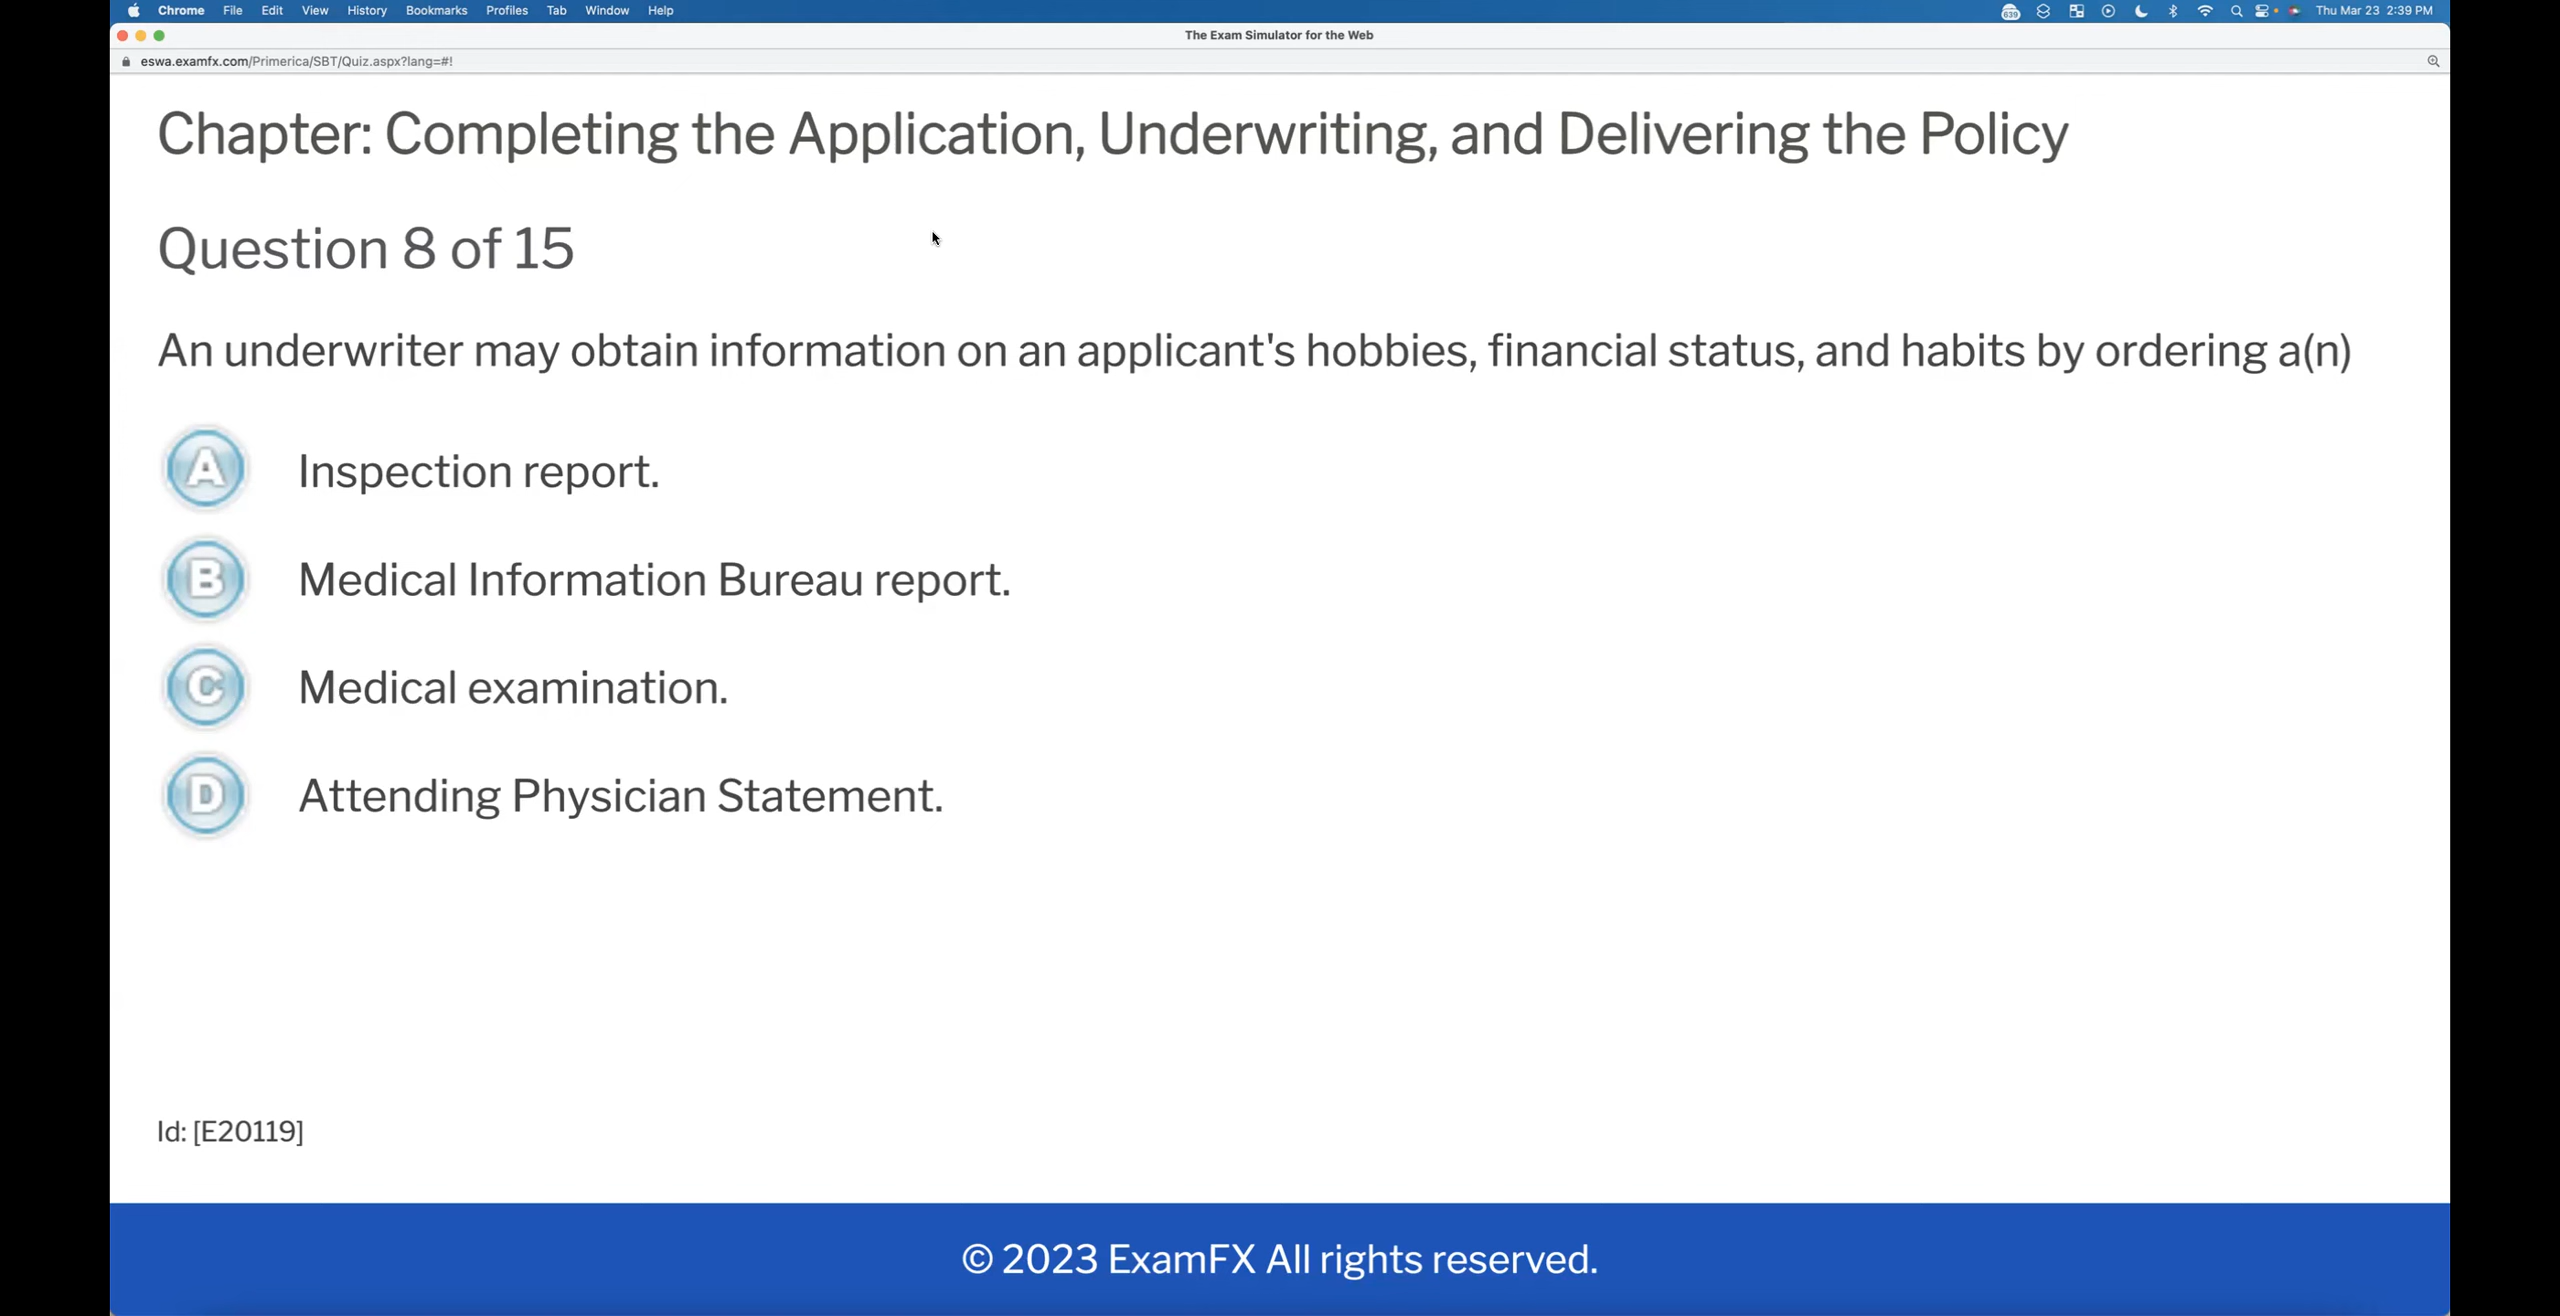 Chrome File Edit View History Bookmarks Profiles Tab Window Help 639 Thu Mar 23 2:39 PM
The Exam Simulator for the Web
eswa.examfx.com/Primerica/SBT/Quiz.aspx?lang=#!
Chapter: Completing the Application, Underwriting, and Delivering the Policy
Question 8 of 15
An underwriter may obtain information on an applicant's hobbies, financial status, and habits by ordering a(n)
A Inspection report.
B Medical Information Bureau report.
C Medical examination.
D Attending Physician Statement.
Id: [E20119]
© 2023 ExamFX All rights reserved.